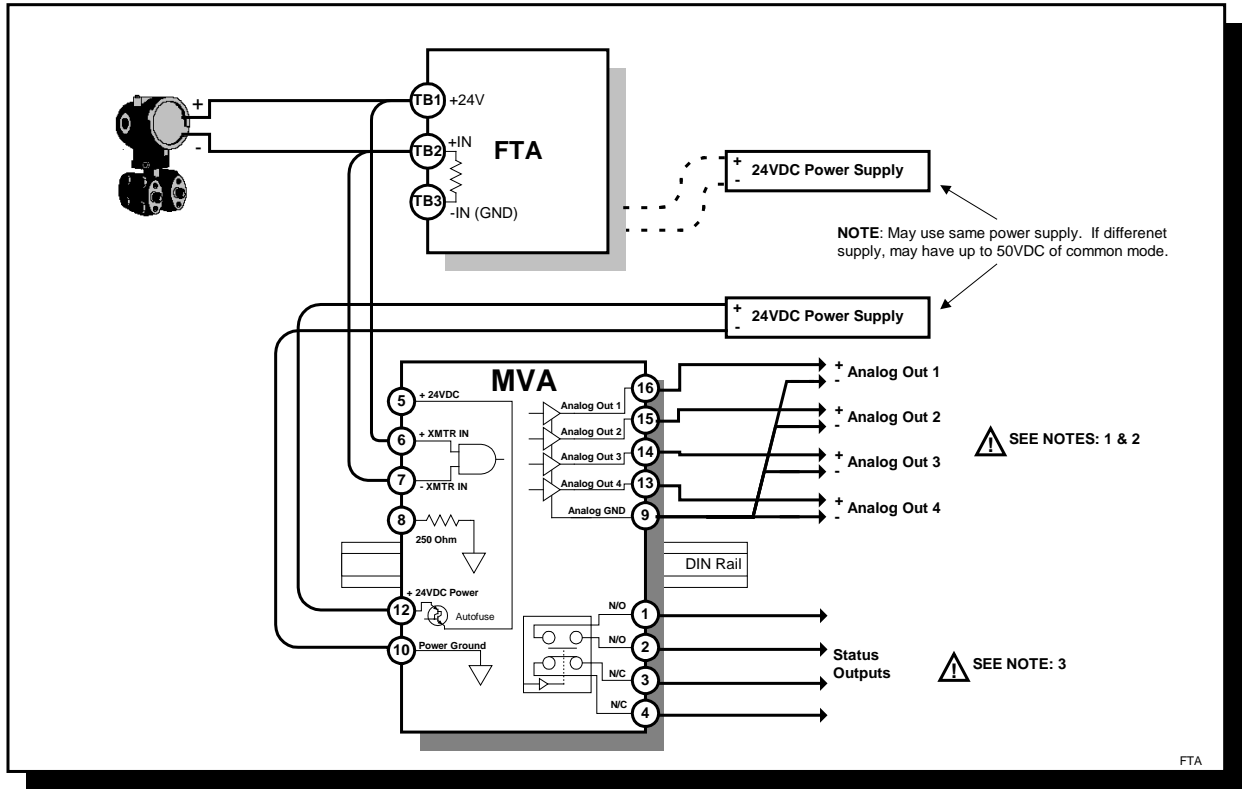 +
-
TB1
+24V
TB2
+IN
FTA
TB3
-IN (GND)
+
-
24VDC Power Supply
NOTE: May use same power supply. If differenet
supply, may have up to 50VDC of common mode.
+
-
24VDC Power Supply
MVA
5
+ 24VDC
6
+ XMTR IN
7
- XMTR IN
8
250 Ohm
+ 24VDC Power
12
Autofuse
10
Power Ground
Analog Out 1
16
Analog Out 2
15
Analog Out 3
14
Analog Out 4
13
Analog GND
9
+
-
Analog Out 1
+
-
Analog Out 2
+
-
Analog Out 3
+
-
Analog Out 4
SEE NOTES: 1 & 2
DIN Rail
N/O
1
N/O
2
N/C
3
N/C
4
Status
Outputs
SEE NOTE: 3
FTA